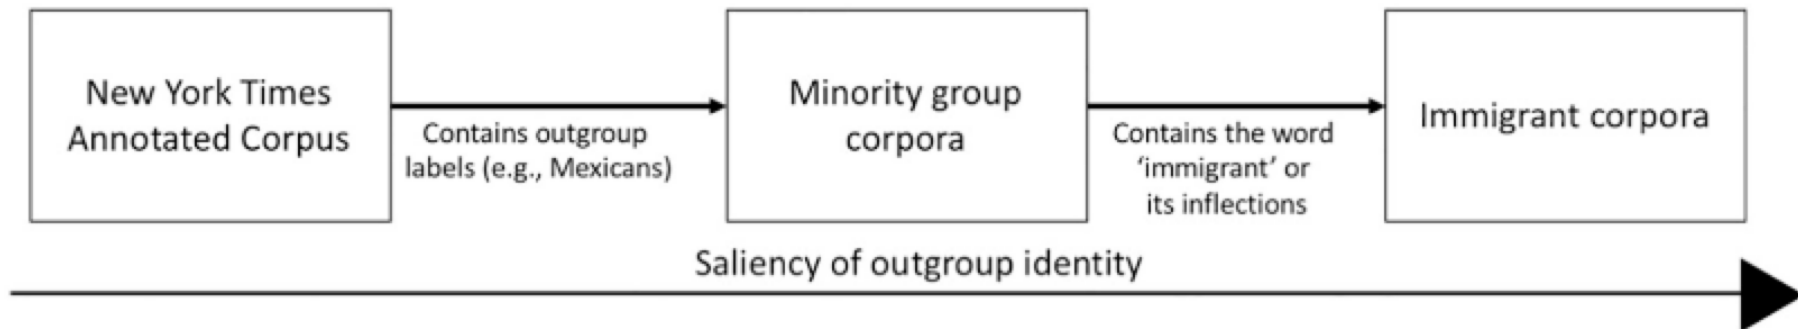 New York Times
Annotated Corpus
Contains outgroup
labels (e.g., Mexicans)
Minority group
corpora
Contains the word
‘immigrant’ or
its inflections
Immigrant corpora
Saliency of outgroup identity